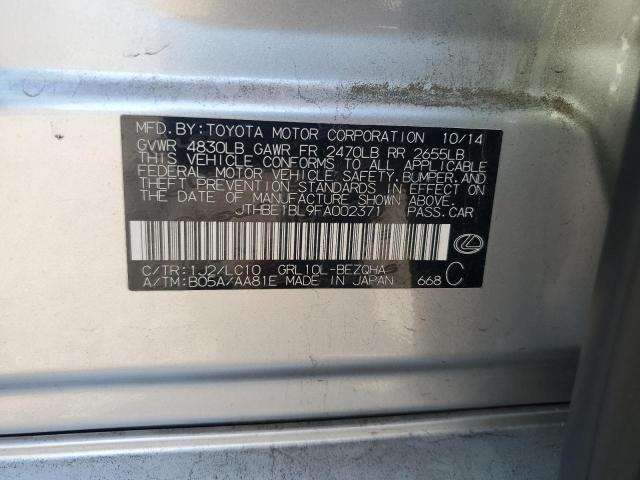 MFD. BY: TOYOTA MOTOR CORPORATION 10/14
GVWR 4830LB GAWR FR 2470LB RR 2655LB
THIS VEHICLE CONFORMS TO ALL APPLICABLE
FEDERAL MOTOR VEHICLE SAFETY, BUMPER, AND
THEFT PREVENTION STANDARDS IN EFFECT ON
THE DATE OF MANUFACTURE SHOWN ABOVE.
JTHBE1BL9FA002371 PASS. CAR
C/TR: 1J2/LC10 GRL10L-BEZQHA
A/TM: B05A/AA81E MADE IN JAPAN 668 C